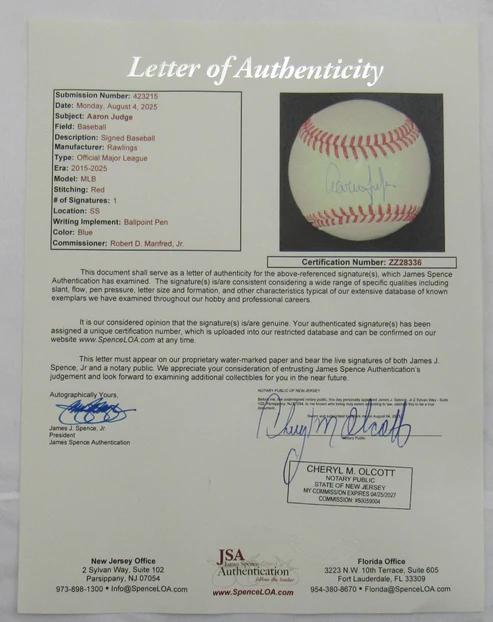 Letter of Authenticity
Submission Number: 423215
Date: Monday, August 4, 2025
Subject: Aaron Judge
Field: Baseball
Description: Signed Baseball
Manufacturer: Rawlings
Type: Official Major League
Era: 2015-2025
Model: MLB
Stitching: Red
# of Signatures: 1
Location: SS
Writing Implement: Ballpoint Pen
Color: Blue
Commissioner: Robert D. Manfred, Jr.
Certification Number: ZZ28336
This document shall serve as a letter of authenticity for the above-referenced signature(s), which James Spence
Authentication has examined. The signature(s) is/are consistent considering a wide range of specific qualities including
slant, flow, pen pressure, letter size and formation, and other characteristics typical of our extensive database of known
exemplars we have examined throughout our hobby and professional careers.
It is our considered opinion that the signature(s) is/are genuine. Your authenticated signature(s) has been
assigned a unique certification number, which is uploaded into our restricted database and can be confirmed on our
website www.SpenceLOA.com at any time.
This letter must appear on our proprietary water-marked paper and bear the live signatures of both James J.
Spence, Jr and a notary public. We appreciate your consideration of entrusting James Spence Authentication's
judgement and look forward to examining additional collectibles for you in the near future.
Autographically Yours,
James J. Spence, Jr.
President
James Spence Authentication
NOTARY PUBLIC OF NEW JERSEY
Cheryl M Olcott
Notary Public
CHERYL M. OLCOTT
NOTARY PUBLIC
STATE OF NEW JERSEY
MY COMMISSION EXPIRES 04/25/2027
COMMISSION: #50059004
New Jersey Office
2 Sylvan Way, Suite 102
Parsippany, NJ 07054
973-898-1300 • Info@SpenceLOA.com
JSA
James Spence
Authentication
follow the leader
www.SpenceLOA.com
Florida Office
3223 N.W. 10th Terrace, Suite 605
Fort Lauderdale, FL 33309
954-380-8670 • Florida@SpenceLOA.com